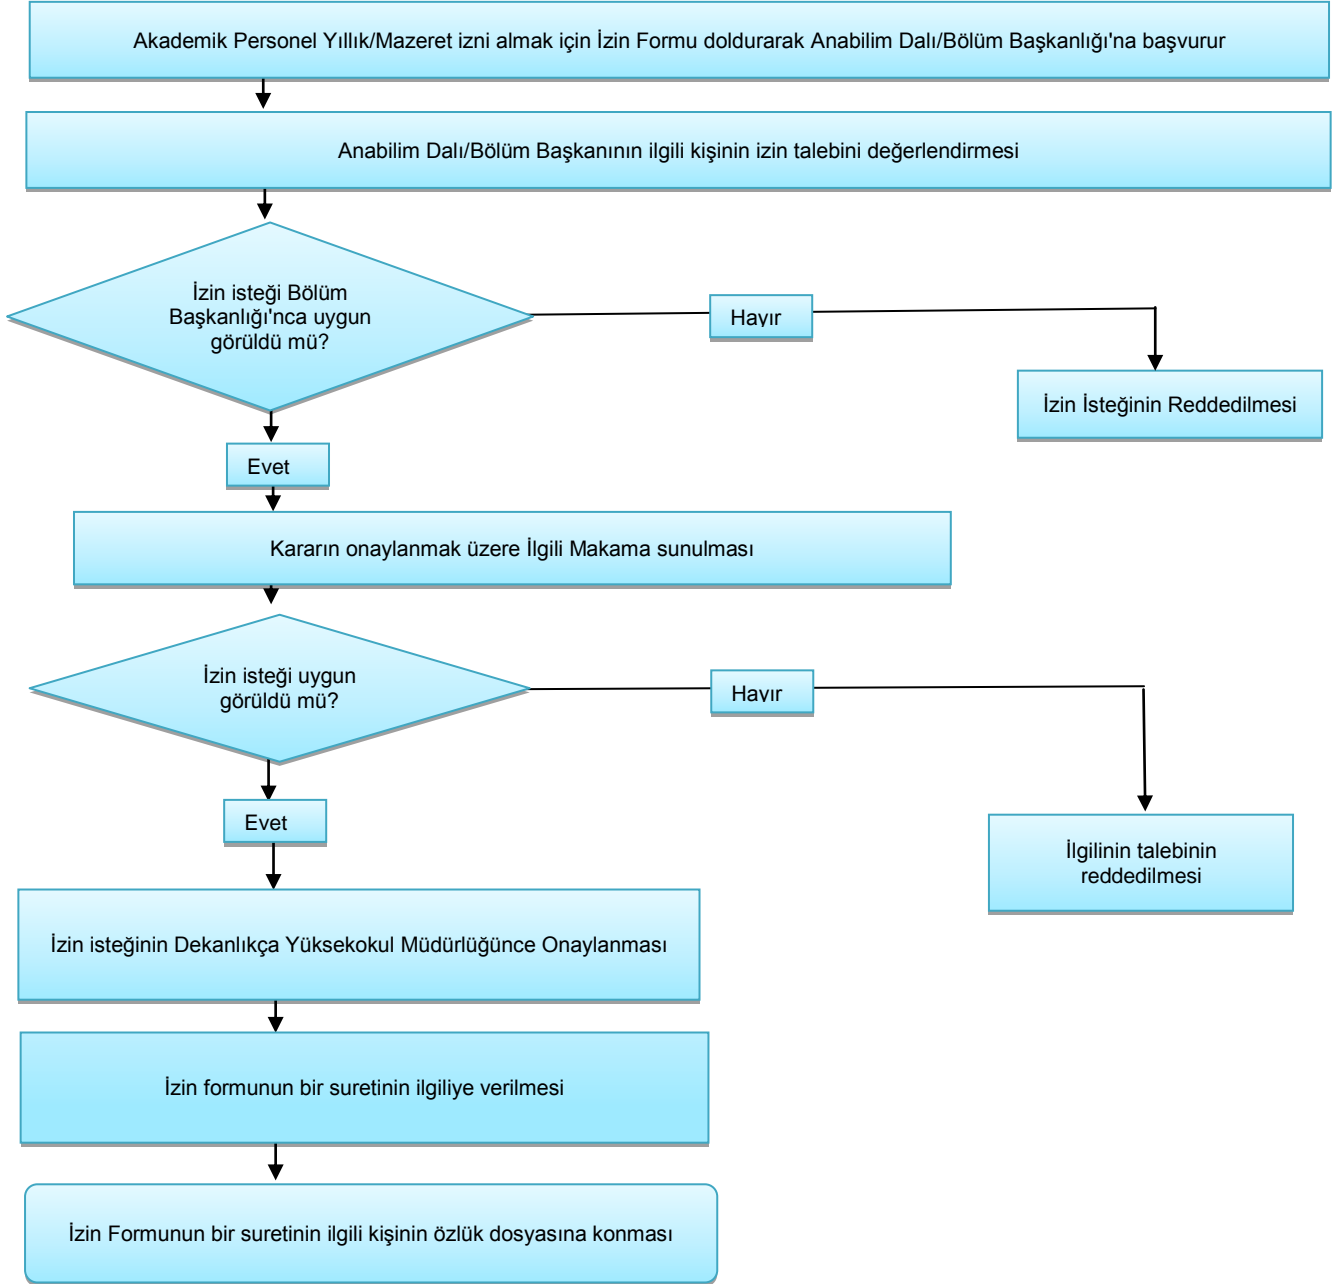 Akademik Personel Yıllık/Mazeret izni almak için İzin Formu doldurarak Anabilim Dalı/Bölüm Başkanlığı'na başvurur
Anabilim Dalı/Bölüm Başkanının ilgili kişinin izin talebini değerlendirmesi
İzin isteği Bölüm
Başkanlığı'nca uygun
görüldü mü?
Hayır
İzin İsteğinin Reddedilmesi
Evet
Kararın onaylanmak üzere İlgili Makama sunulması
İzin isteği uygun
görüldü mü?
Hayır
Evet
İlgilinin talebinin
reddedilmesi
İzin isteğinin Dekanlıkça Yüksekokul Müdürlüğünce Onaylanması
İzin formunun bir suretinin ilgiliye verilmesi
İzin Formunun bir suretinin ilgili kişinin özlük dosyasına konması